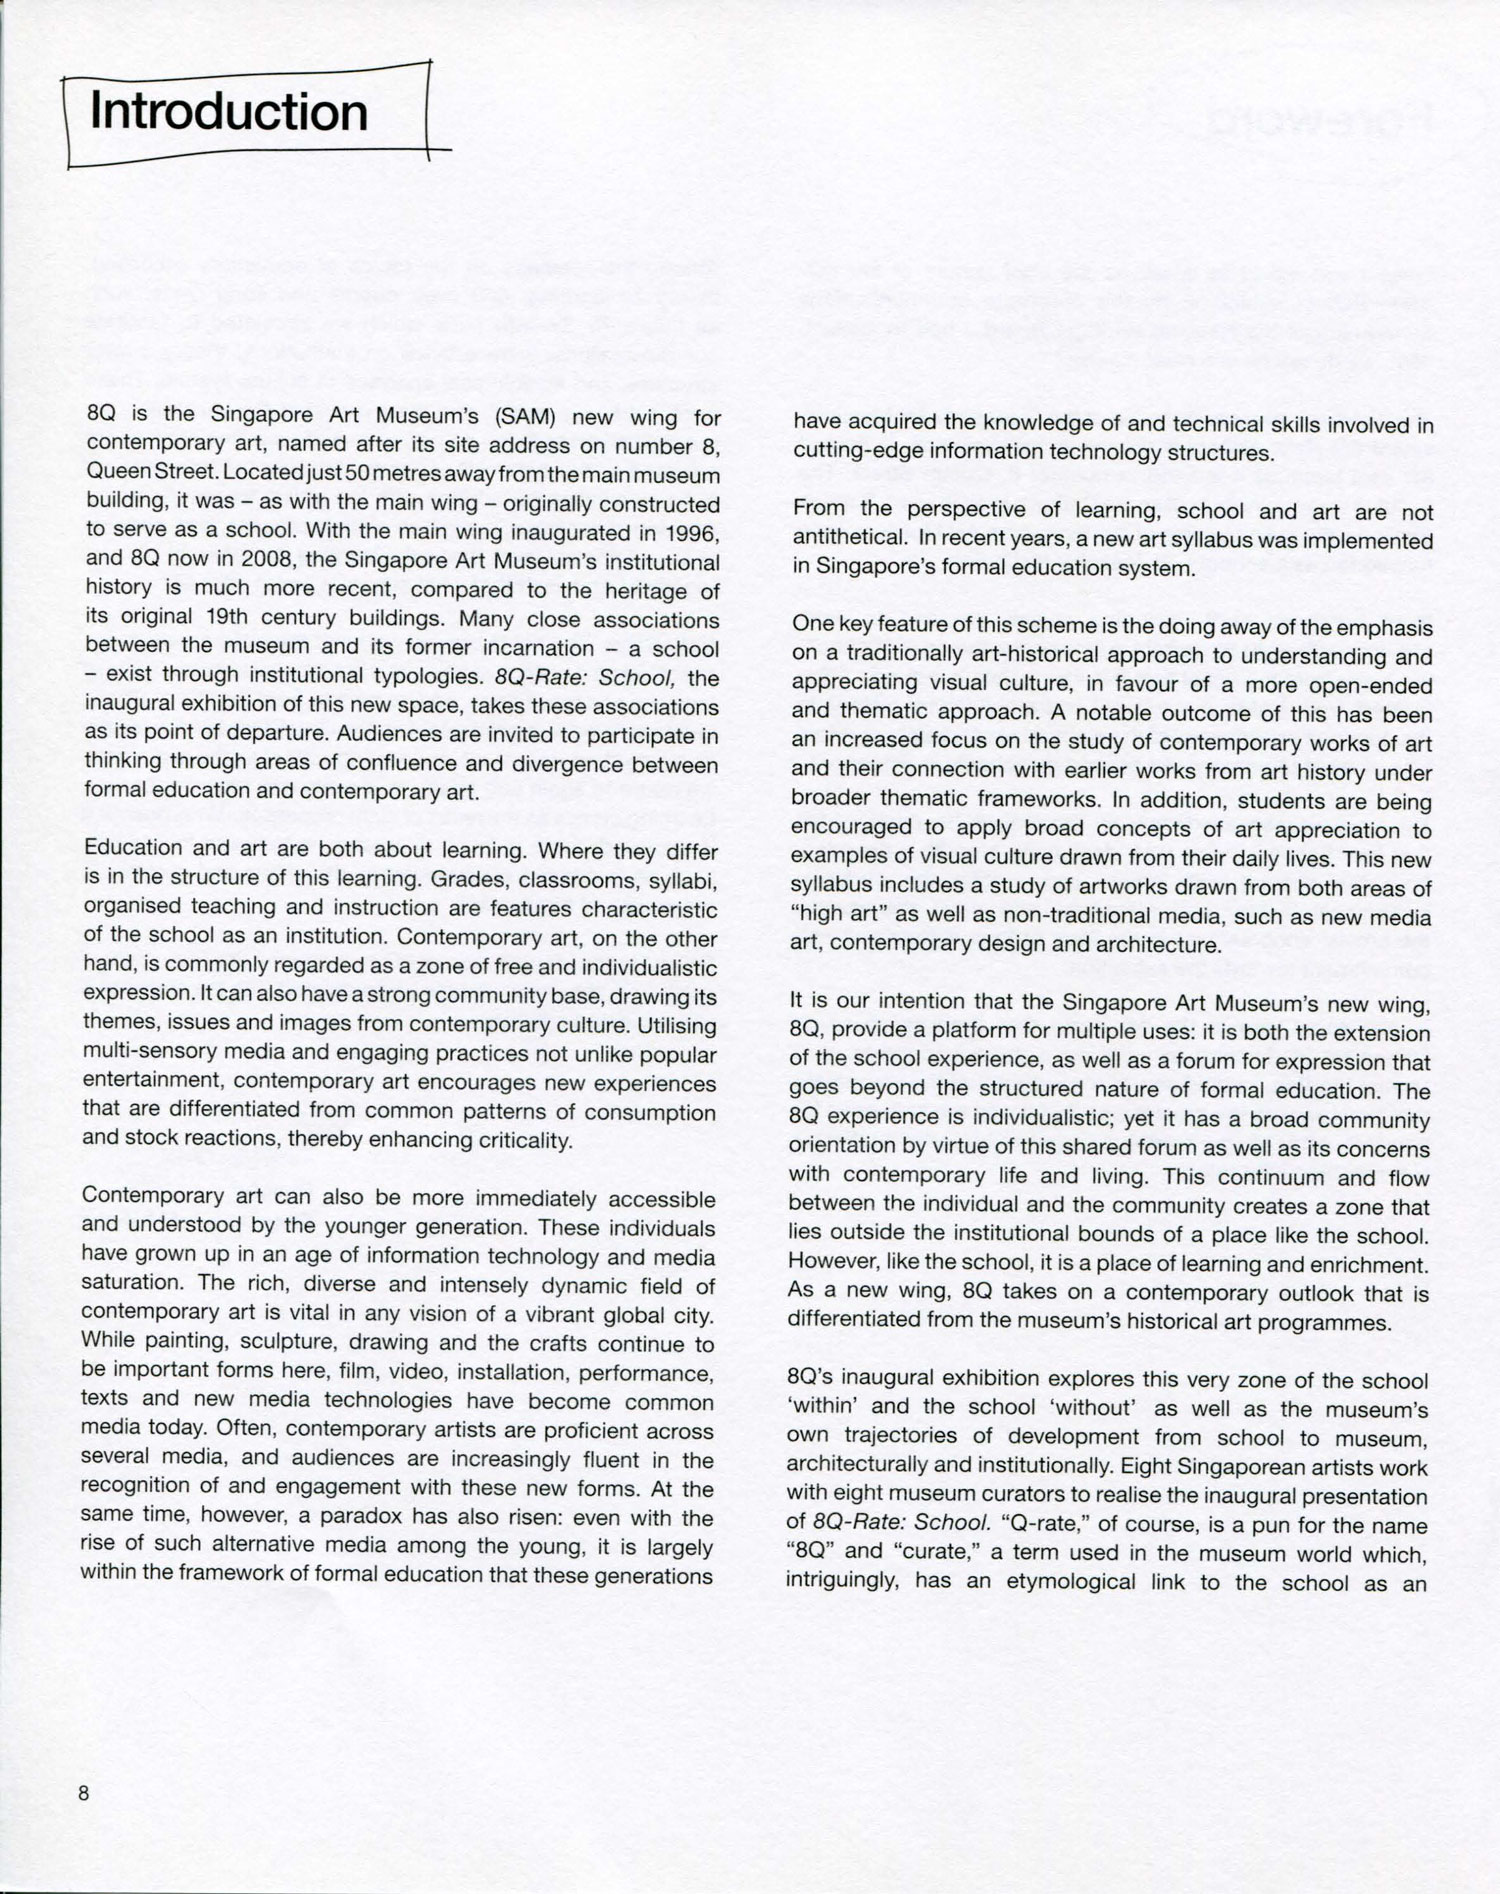 Introduction
8Q is the Singapore Art Museum's (SAM) new wing for
contemporary art, named after its site address on number 8,
Queen Street. Located just 50 metres away from the main museum
building, it was – as with the main wing – originally constructed
to serve as a school. With the main wing inaugurated in 1996,
and 8Q now in 2008, the Singapore Art Museum's institutional
history is much more recent, compared to the heritage of
its original 19th century buildings. Many close associations
between the museum and its former incarnation – a school
– exist through institutional typologies. 8Q-Rate: School, the
inaugural exhibition of this new space, takes these associations
as its point of departure. Audiences are invited to participate in
thinking through areas of confluence and divergence between
formal education and contemporary art.
Education and art are both about learning. Where they differ
is in the structure of this learning. Grades, classrooms, syllabi,
organised teaching and instruction are features characteristic
of the school as an institution. Contemporary art, on the other
hand, is commonly regarded as a zone of free and individualistic
expression. It can also have a strong community base, drawing its
themes, issues and images from contemporary culture. Utilising
multi-sensory media and engaging practices not unlike popular
entertainment, contemporary art encourages new experiences
that are differentiated from common patterns of consumption
and stock reactions, thereby enhancing criticality.
Contemporary art can also be more immediately accessible
and understood by the younger generation. These individuals
have grown up in an age of information technology and media
saturation. The rich, diverse and intensely dynamic field of
contemporary art is vital in any vision of a vibrant global city.
While painting, sculpture, drawing and the crafts continue to
be important forms here, film, video, installation, performance,
texts and new media technologies have become common
media today. Often, contemporary artists are proficient across
several media, and audiences are increasingly fluent in the
recognition of and engagement with these new forms. At the
same time, however, a paradox has also risen: even with the
rise of such alternative media among the young, it is largely
within the framework of formal education that these generations
have acquired the knowledge of and technical skills involved in
cutting-edge information technology structures.
From the perspective of learning, school and art are not
antithetical. In recent years, a new art syllabus was implemented
in Singapore's formal education system.
One key feature of this scheme is the doing away of the emphasis
on a traditionally art-historical approach to understanding and
appreciating visual culture, in favour of a more open-ended
and thematic approach. A notable outcome of this has been
an increased focus on the study of contemporary works of art
and their connection with earlier works from art history under
broader thematic frameworks. In addition, students are being
encouraged to apply broad concepts of art appreciation to
examples of visual culture drawn from their daily lives. This new
syllabus includes a study of artworks drawn from both areas of
“high art” as well as non-traditional media, such as new media
art, contemporary design and architecture.
It is our intention that the Singapore Art Museum's new wing,
8Q, provide a platform for multiple uses: it is both the extension
of the school experience, as well as a forum for expression that
goes beyond the structured nature of formal education. The
8Q experience is individualistic; yet it has a broad community
orientation by virtue of this shared forum as well as its concerns
with contemporary life and living. This continuum and flow
between the individual and the community creates a zone that
lies outside the institutional bounds of a place like the school.
However, like the school, it is a place of learning and enrichment.
As a new wing, 8Q takes on a contemporary outlook that is
differentiated from the museum's historical art programmes.
8Q's inaugural exhibition explores this very zone of the school
‘within’ and the school ‘without’ as well as the museum's
own trajectories of development from school to museum,
architecturally and institutionally. Eight Singaporean artists work
with eight museum curators to realise the inaugural presentation
of 8Q-Rate: School. “Q-rate,” of course, is a pun for the name
“8Q” and “curate,” a term used in the museum world which,
intriguingly, has an etymological link to the school as an
8